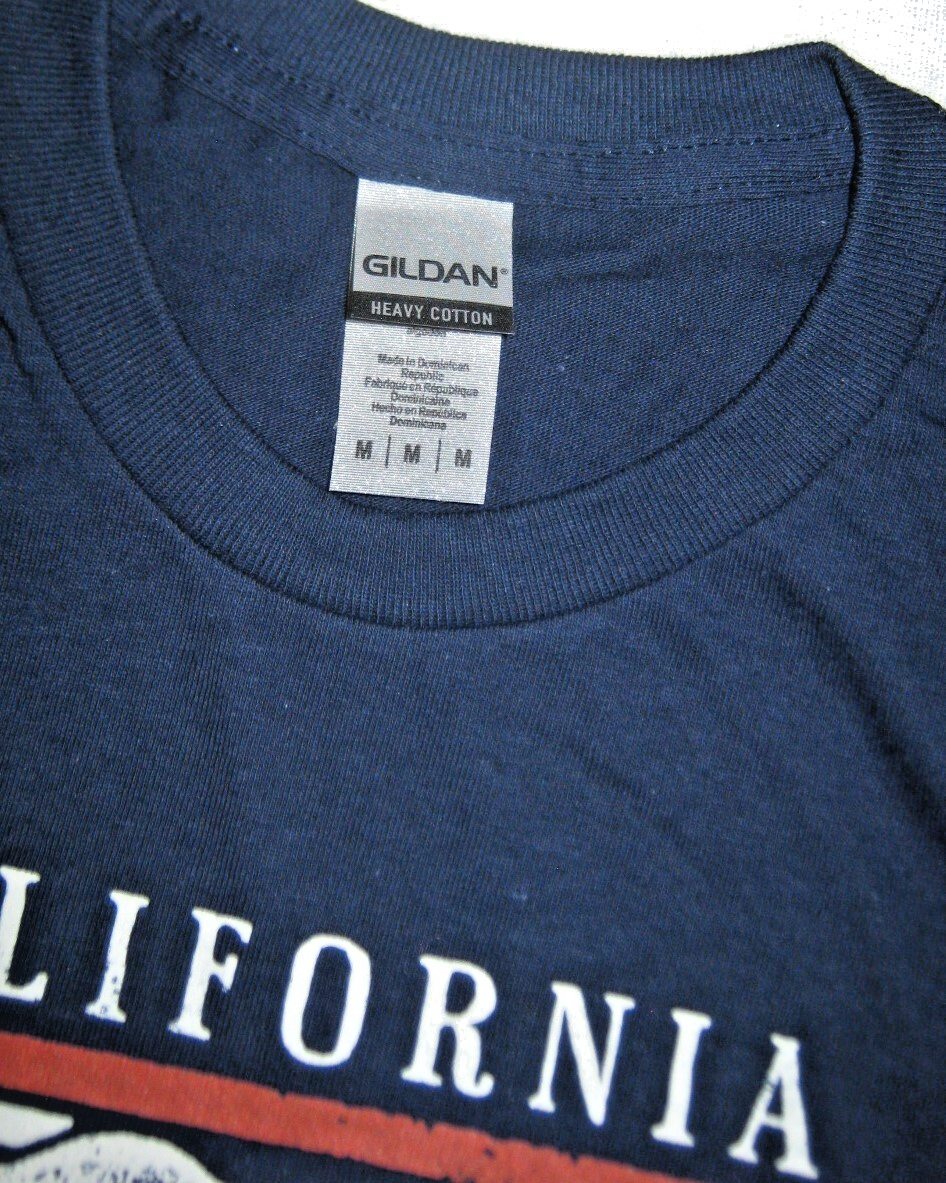 GILDAN®
HEAVY COTTON
Made in Dominican
Republic
Fabriqué en République
Dominicaine
Hecho en República
Dominicana
M | M | M
LIFORNIA